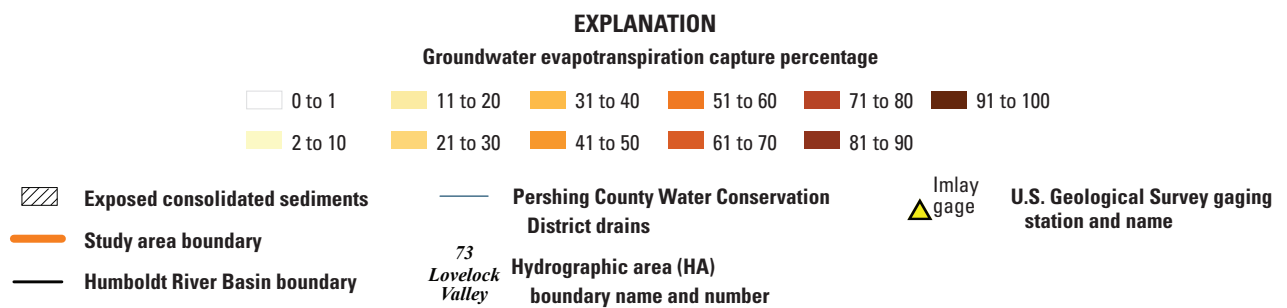 EXPLANATION
Groundwater evapotranspiration capture percentage
0 to 1
11 to 20
31 to 40
51 to 60
71 to 80
91 to 100
2 to 10
21 to 30
41 to 50
61 to 70
81 to 90
Exposed consolidated sediments
Study area boundary
Humboldt River Basin boundary
Pershing County Water Conservation
District drains
73
Lovelock
Valley
Hydrographic area (HA)
boundary name and number
Imlay
gage
U.S. Geological Survey gaging
station and name